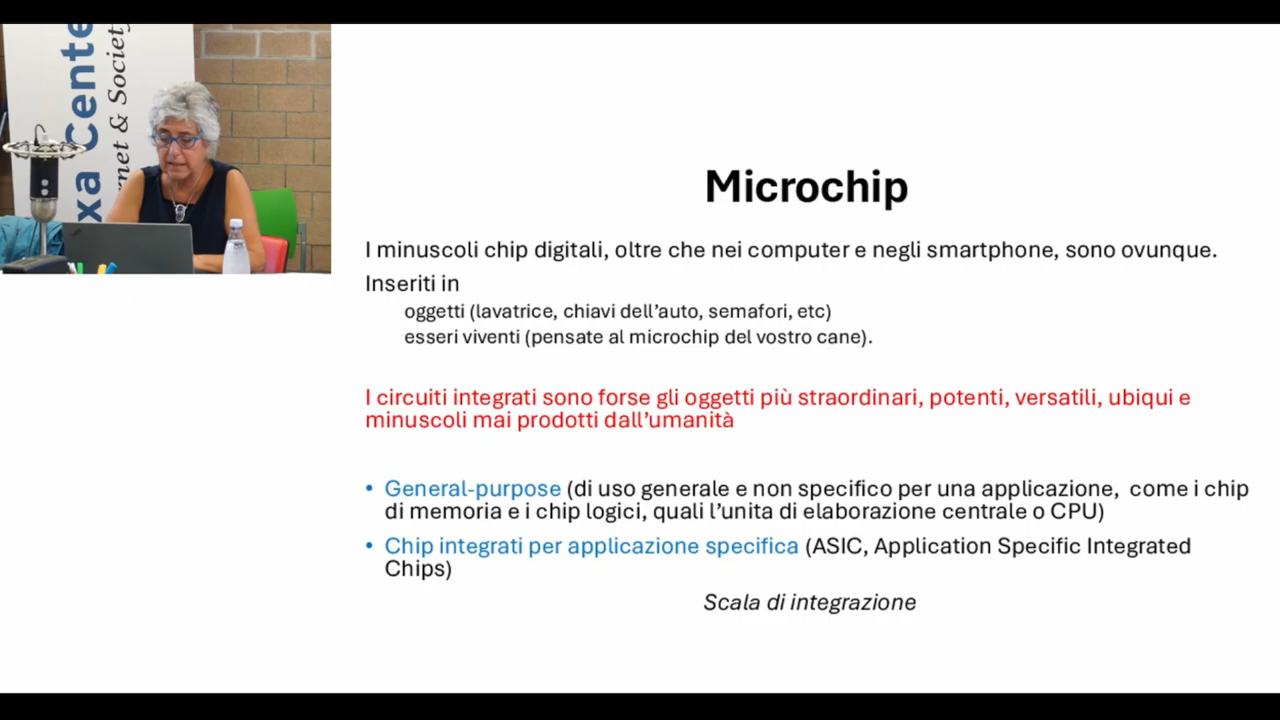 xa Cente
rnet & Society
Microchip
I minuscoli chip digitali, oltre che nei computer e negli smartphone, sono ovunque.
Inseriti in
oggetti (lavatrice, chiavi dell'auto, semafori, etc)
esseri viventi (pensate al microchip del vostro cane).
I circuiti integrati sono forse gli oggetti più straordinari, potenti, versatili, ubiqui e
minuscoli mai prodotti dall'umanità
• General-purpose (di uso generale e non specifico per una applicazione, come i chip
di memoria e i chip logici, quali l'unita di elaborazione centrale o CPU)
• Chip integrati per applicazione specifica (ASIC, Application Specific Integrated
Chips)
Scala di integrazione